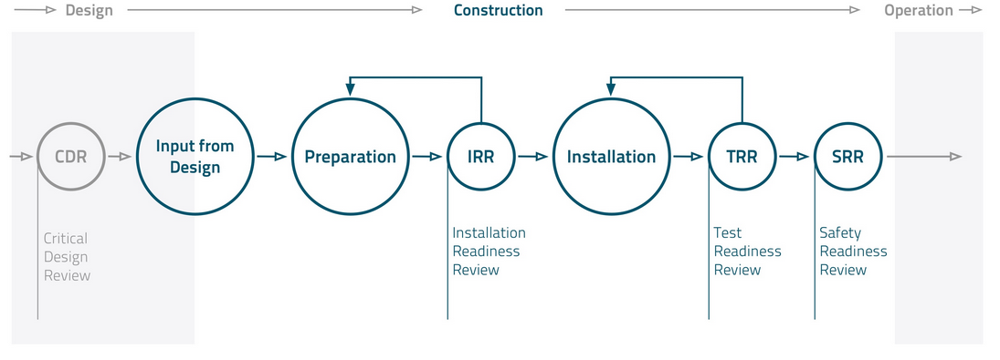 Design
Construction
Operation
CDR
Input from
Design
Preparation
IRR
Installation
TRR
SRR
Critical
Design
Review
Installation
Readiness
Review
Test
Readiness
Review
Safety
Readiness
Review